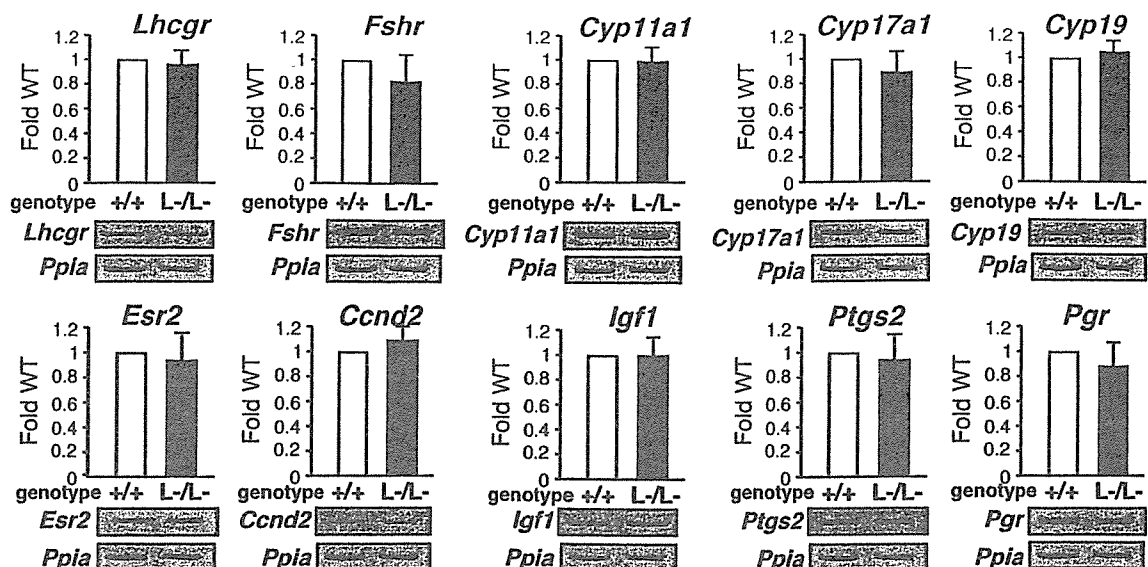 Lhcgr Fshr Cyp11a1 Cyp17a1 Cyp19
1.2 1.2 1.2 1.2 1.2
1 1 1 1 1
0.8 0.8 0.8 0.8 0.8
0.6 0.6 0.6 0.6 0.6
0.4 0.4 0.4 0.4 0.4
0.2 0.2 0.2 0.2 0.2
0 0 0 0 0
Fold WT Fold WT Fold WT Fold WT Fold WT
genotype +/+ L-/L- genotype +/+ L-/L- genotype +/+ L-/L- genotype +/+ L-/L- genotype +/+ L-/L-
Lhcgr Fshr Cyp11a1 Cyp17a1 Cyp19
Ppia Ppia Ppia Ppia Ppia
Esr2 Ccnd2 Igf1 Ptgs2 Pgr
1.2 1.2 1.2 1.2 1.2
1 1 1 1 1
0.8 0.8 0.8 0.8 0.8
0.6 0.6 0.6 0.6 0.6
0.4 0.4 0.4 0.4 0.4
0.2 0.2 0.2 0.2 0.2
0 0 0 0 0
Fold WT Fold WT Fold WT Fold WT Fold WT
genotype +/+ L-/L- genotype +/+ L-/L- genotype +/+ L-/L- genotype +/+ L-/L- genotype +/+ L-/L-
Esr2 Ccnd2 Igf1 Ptgs2 Pgr
Ppia Ppia Ppia Ppia Ppia